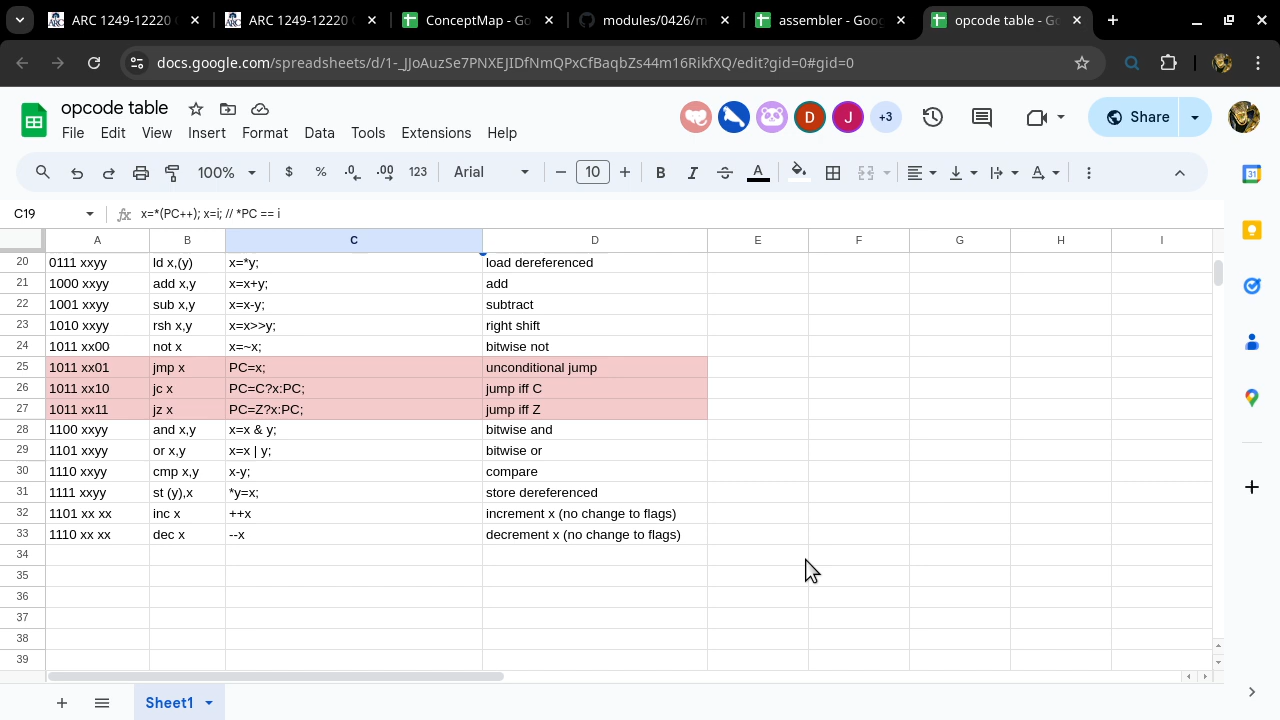 ARC 1249-12220
ARC 1249-12220
ConceptMap - Go
modules/0426/m
assembler - Goo
opcode table - Go
docs.google.com/spreadsheets/d/1-_JJoAuzSe7PNXEJIDfNmQPxCfBaqbZs44m16RikfXQ/edit?gid=0#gid=0
opcode table
D
J
+3
Share
File Edit View Insert Format Data Tools Extensions Help
100% $ % .0 .00 123 Arial 10 B I A
C19 fx x=*(PC++); x=i; // *PC == i
A B C D E F G H I
20 0111 xxyy ld x,(y) x=*y; load dereferenced
21 1000 xxyy add x,y x=x+y; add
22 1001 xxyy sub x,y x=x-y; subtract
23 1010 xxyy rsh x,y x=x>>y; right shift
24 1011 xx00 not x x=~x; bitwise not
25 1011 xx01 jmp x PC=x; unconditional jump
26 1011 xx10 jc x PC=C?x:PC; jump iff C
27 1011 xx11 jz x PC=Z?x:PC; jump iff Z
28 1100 xxyy and x,y x=x & y; bitwise and
29 1101 xxyy or x,y x=x | y; bitwise or
30 1110 xxyy cmp x,y x-y; compare
31 1111 xxyy st (y),x *y=x; store dereferenced
32 1101 xx xx inc x ++x increment x (no change to flags)
33 1110 xx xx dec x --x decrement x (no change to flags)
34
35
36
37
38
39
Sheet1
31